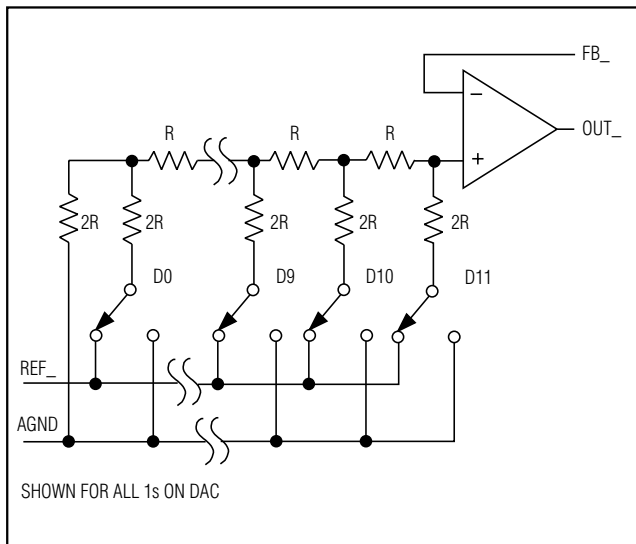 FB_
OUT_
−
+
R
R
R
2R
2R
2R
2R
2R
D0
D9
D10
D11
REF_
AGND
SHOWN FOR ALL 1s ON DAC